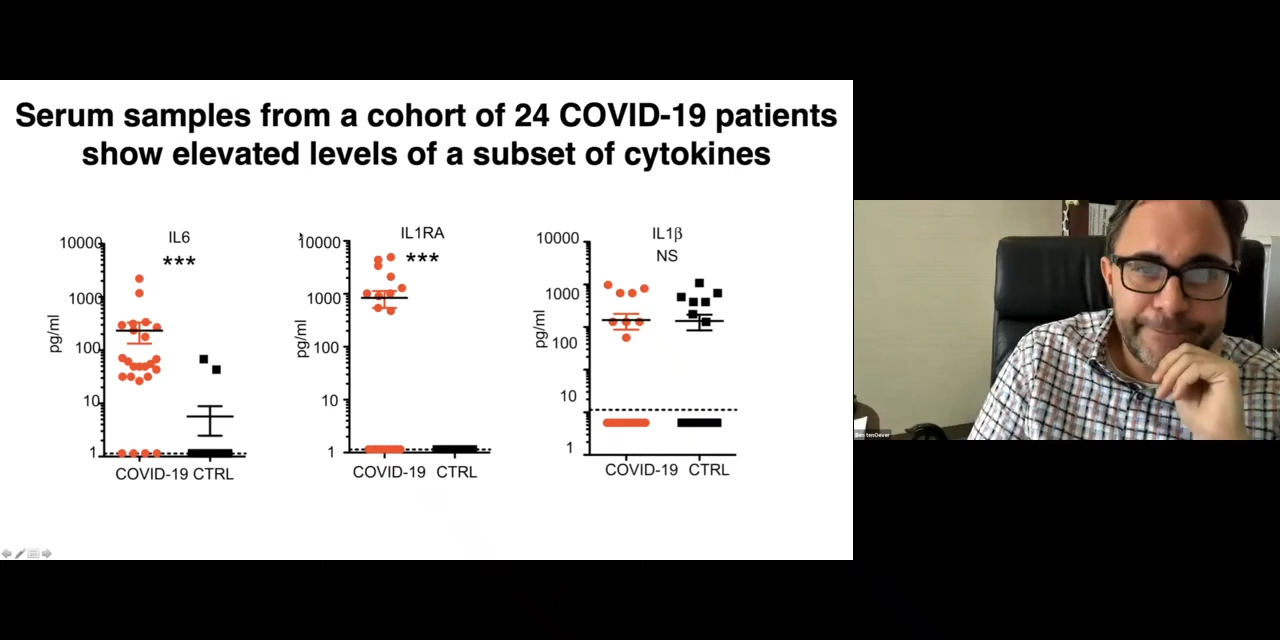 Serum samples from a cohort of 24 COVID-19 patients
show elevated levels of a subset of cytokines
IL6
***
10000
1000
100
10
1
pg/ml
COVID-19 CTRL
IL1RA
***
10000
1000
100
10
1
pg/ml
COVID-19 CTRL
IL1β
NS
10000
1000
100
10
1
pg/ml
COVID-19 CTRL
Ben tenOever